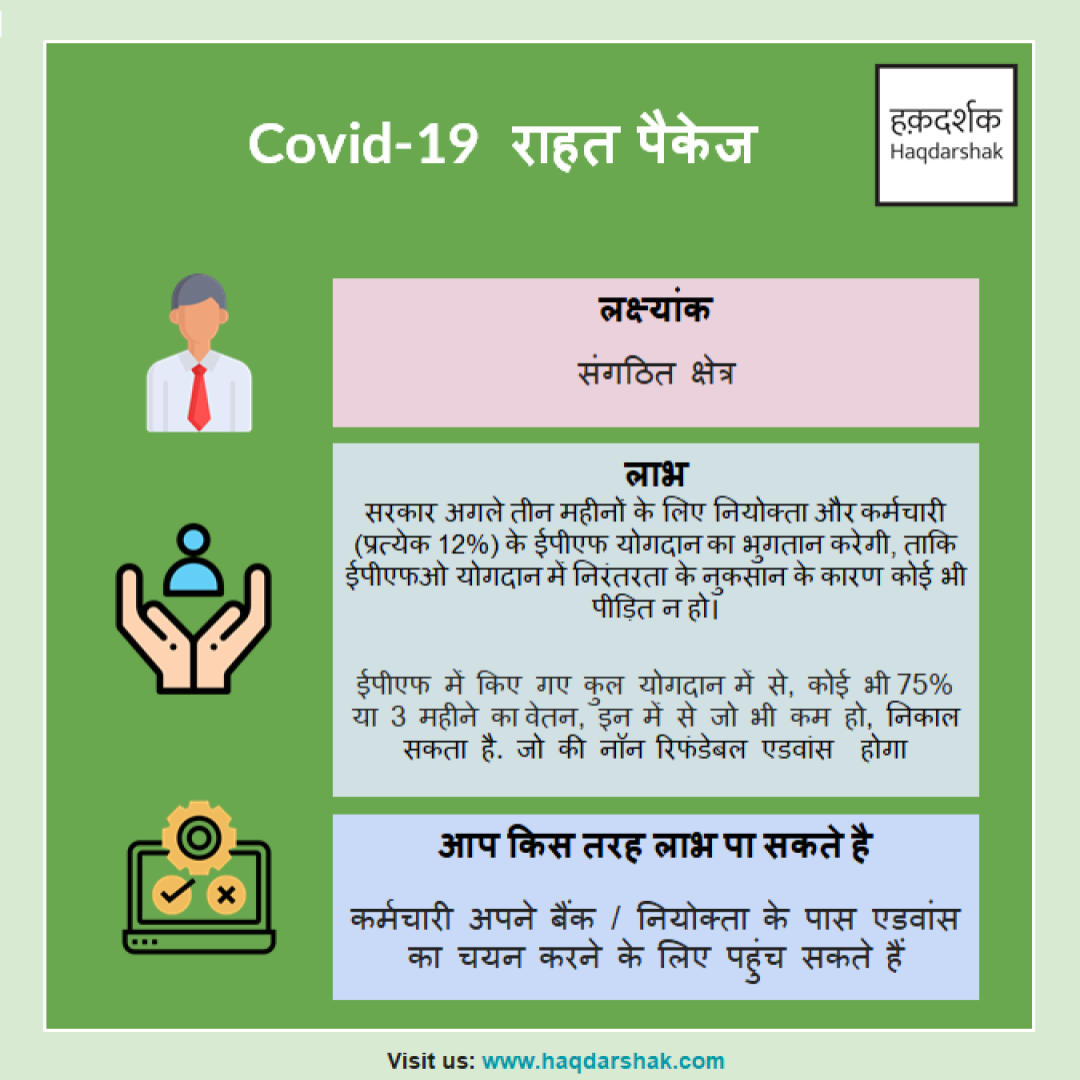 Covid-19 राहत पैकेज
हक़दर्शक
Haqdarshak
लक्ष्यांक
संगठित क्षेत्र
लाभ
सरकार अगले तीन महीनों के लिए नियोक्ता और कर्मचारी
(प्रत्येक 12%) के ईपीएफ योगदान का भुगतान करेगी, ताकि
ईपीएफओ योगदान में निरंतरता के नुकसान के कारण कोई भी
पीड़ित न हो।
ईपीएफ में किए गए कुल योगदान में से, कोई भी 75%
या 3 महीने का वेतन, इन में से जो भी कम हो, निकाल
सकता है. जो की नॉन रिफंडेबल एडवांस होगा
आप किस तरह लाभ पा सकते है
कर्मचारी अपने बैंक / नियोक्ता के पास एडवांस
का चयन करने के लिए पहुंच सकते हैं
Visit us: www.haqdarshak.com